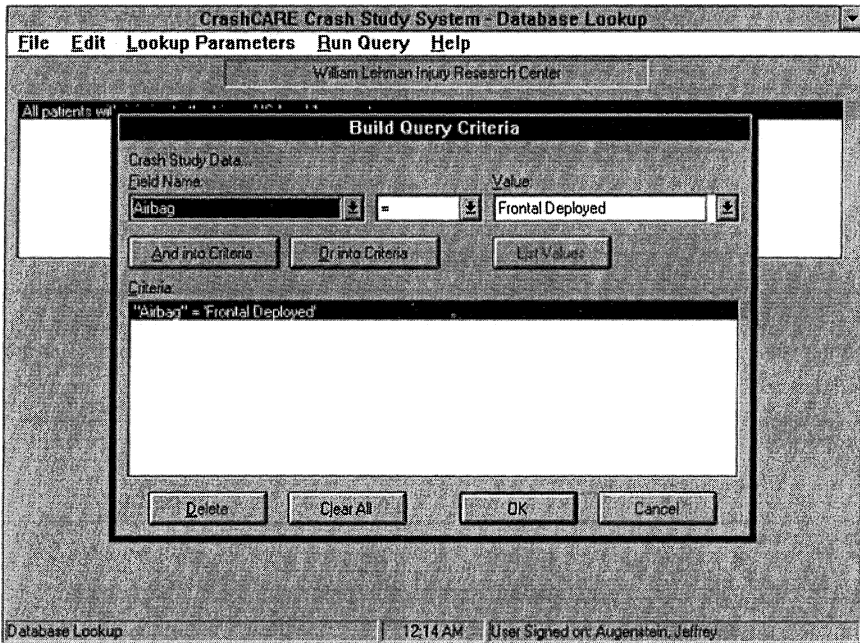 CrashCARE Crash Study System - Database Lookup
File Edit Lookup Parameters Run Query Help
William Lehman Injury Research Center
All patients
Build Query Criteria
Crash Study Data
Field Name Value
Airbag = Frontal Deployed
And into Criteria Or into Criteria List Values
Criteria
"Airbag" = 'Frontal Deployed'
Delete Clear All OK Cancel
Database Lookup 12:14 AM User Signed on: Augenstein, Jeffrey